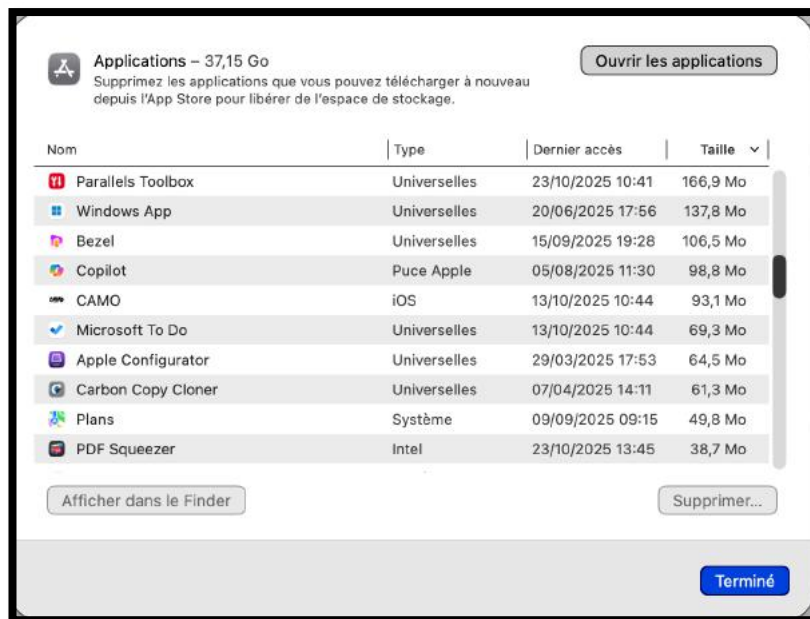 Applications – 37,15 Go
Ouvrir les applications
Supprimez les applications que vous pouvez télécharger à nouveau
depuis l'App Store pour libérer de l'espace de stockage.
Nom Type Dernier accès Taille
Parallels Toolbox Universelles 23/10/2025 10:41 166,9 Mo
Windows App Universelles 20/06/2025 17:56 137,8 Mo
Bezel Universelles 15/09/2025 19:28 106,5 Mo
Copilot Puce Apple 05/08/2025 11:30 98,8 Mo
CAMO iOS 13/10/2025 10:44 93,1 Mo
Microsoft To Do Universelles 13/10/2025 10:44 69,3 Mo
Apple Configurator Universelles 29/03/2025 17:53 64,5 Mo
Carbon Copy Cloner Universelles 07/04/2025 14:11 61,3 Mo
Plans Système 09/09/2025 09:15 49,8 Mo
PDF Squeezer Intel 23/10/2025 13:45 38,7 Mo
Afficher dans le Finder Supprimer...
Terminé